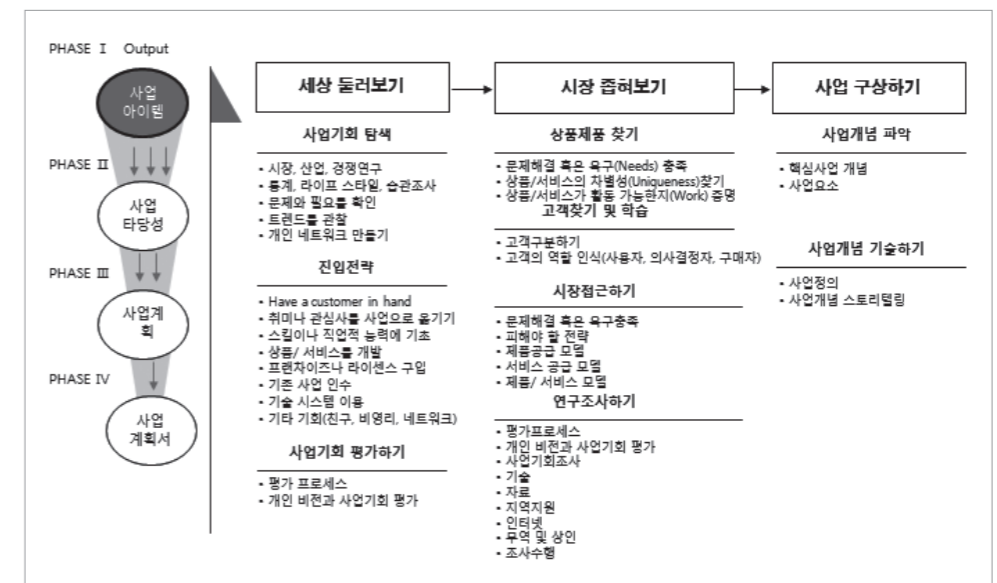 PHASE I Output
사업
아이템
PHASE II
사업
타당성
PHASE III
사업계
획
PHASE IV
사업
계획서
세상 둘러보기
사업기회 탐색
• 시장, 산업, 경쟁연구
• 통계, 라이프 스타일, 습관조사
• 문제와 필요를 확인
• 트렌드를 관찰
• 개인 네트워크 만들기
진입전략
• Have a customer in hand
• 취미나 관심사를 사업으로 옮기기
• 스킬이나 직업적 능력에 기초
• 상품/ 서비스를 개발
• 프랜차이즈나 라이센스 구입
• 기존 사업 인수
• 기술 시스템 이용
• 기타 기회(친구, 비영리, 네트워크)
사업기회 평가하기
• 평가 프로세스
• 개인 비전과 사업기회 평가
시장 좁혀보기
상품제품 찾기
• 문제해결 혹은 욕구(Needs) 충족
• 상품/서비스의 차별성(Uniqueness)찾기
• 상품/서비스가 활동 가능한지(Work) 증명
고객찾기 및 학습
• 고객구분하기
• 고객의 역할 인식(사용자, 의사결정자, 구매자)
시장접근하기
• 문제해결 혹은 욕구충족
• 피해야 할 전략
• 제품공급 모델
• 서비스 공급 모델
• 제품/ 서비스 모델
연구조사하기
• 평가프로세스
• 개인 비전과 사업기회 평가
• 사업기회조사
• 기술
• 자료
• 지역지원
• 인터넷
• 무역 및 상인
• 조사수행
사업 구상하기
사업개념 파악
• 핵심사업 개념
• 사업요소
사업개념 기술하기
• 사업정의
• 사업개념 스토리텔링